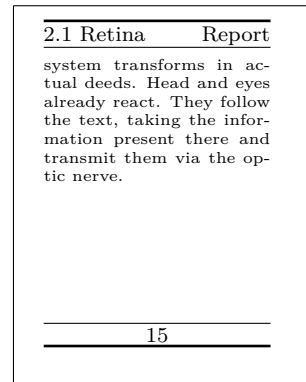 2.1 Retina Report
system transforms in ac-
tual deeds. Head and eyes
already react. They follow
the text, taking the infor-
mation present there and
transmit them via the op-
tic nerve.
15